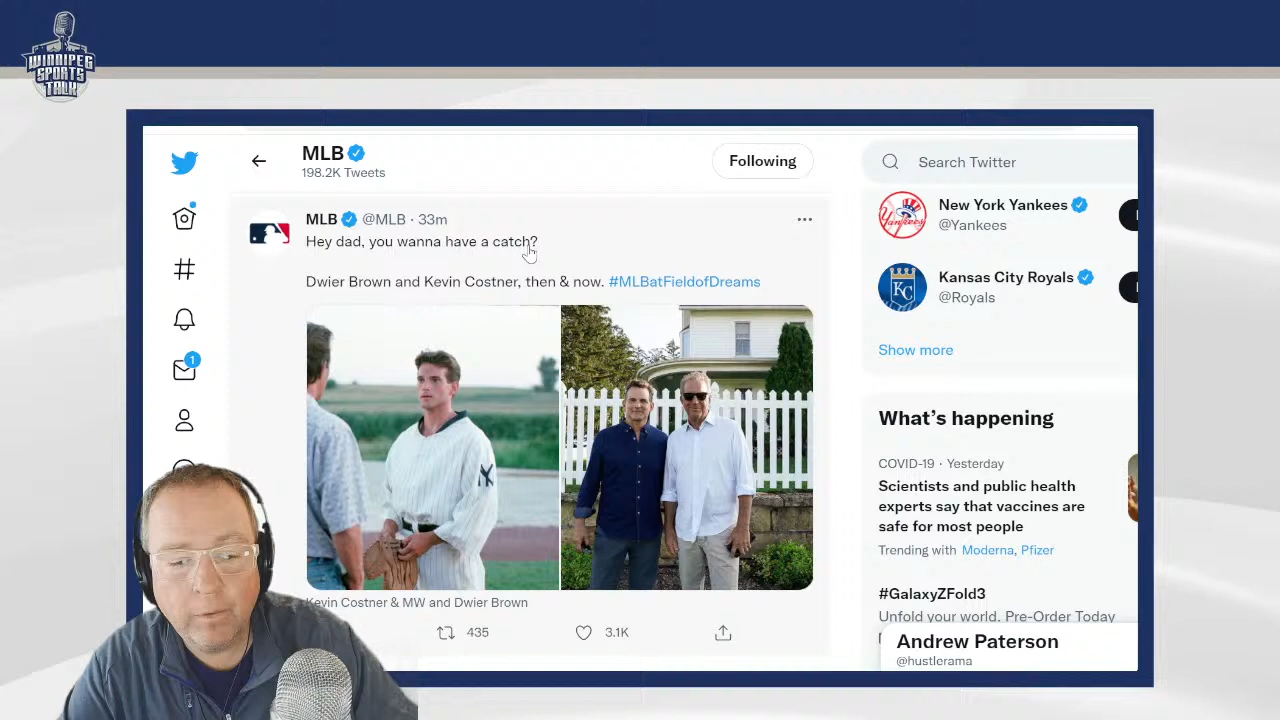 WINNIPEG
SPORTS
TALK
MLB
198.2K Tweets
Following
Search Twitter
MLB @MLB · 33m
Hey dad, you wanna have a catch?
Dwier Brown and Kevin Costner, then & now. #MLBatFieldofDreams
Kevin Costner & MW and Dwier Brown
435
3.1K
1
New York Yankees
@Yankees
Kansas City Royals
@Royals
KC
Show more
What's happening
COVID-19 · Yesterday
Scientists and public health
experts say that vaccines are
safe for most people
Trending with Moderna, Pfizer
#GalaxyZFold3
Unfold your world. Pre-Order Today
Andrew Paterson
@hustlerama